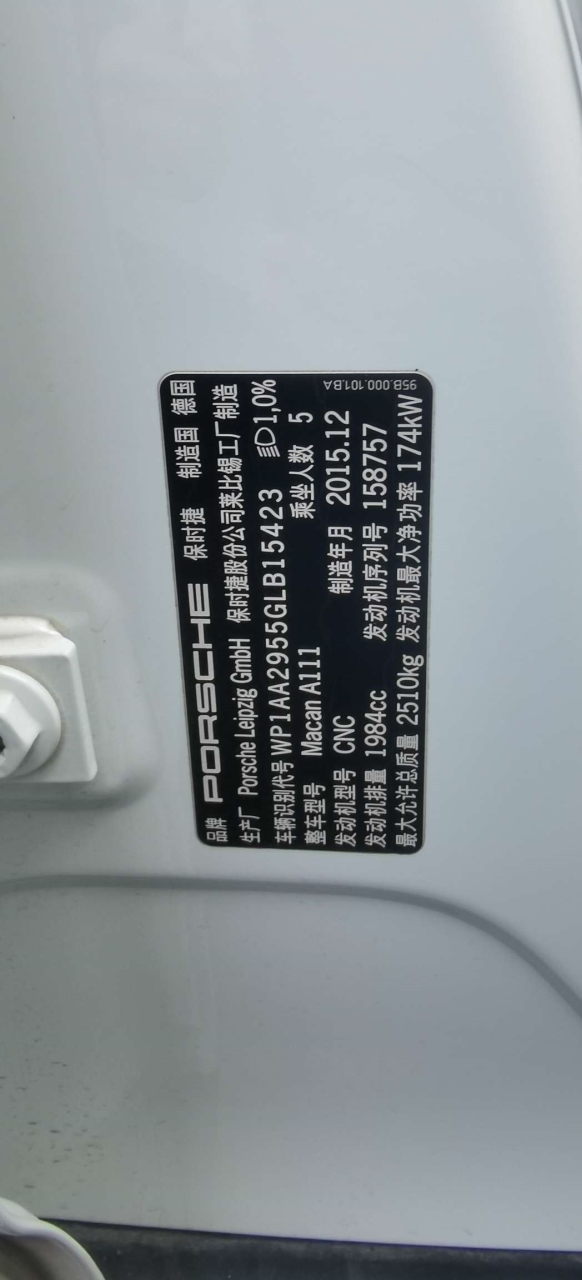 品牌 PORSCHE 保时捷 制造国 德国
生产厂 Porsche Leipzig GmbH 保时捷股份公司莱比锡工厂制造
车辆识别代号 WP1AA2955GLB15423 1,0%
整车型号 Macan A111 乘坐人数 5
发动机型号 CNC 制造年月 2015.12
发动机排量 1984cc 发动机序列号 158757
最大允许总质量 2510kg 发动机最大净功率 174kW
95B.000.101.BA